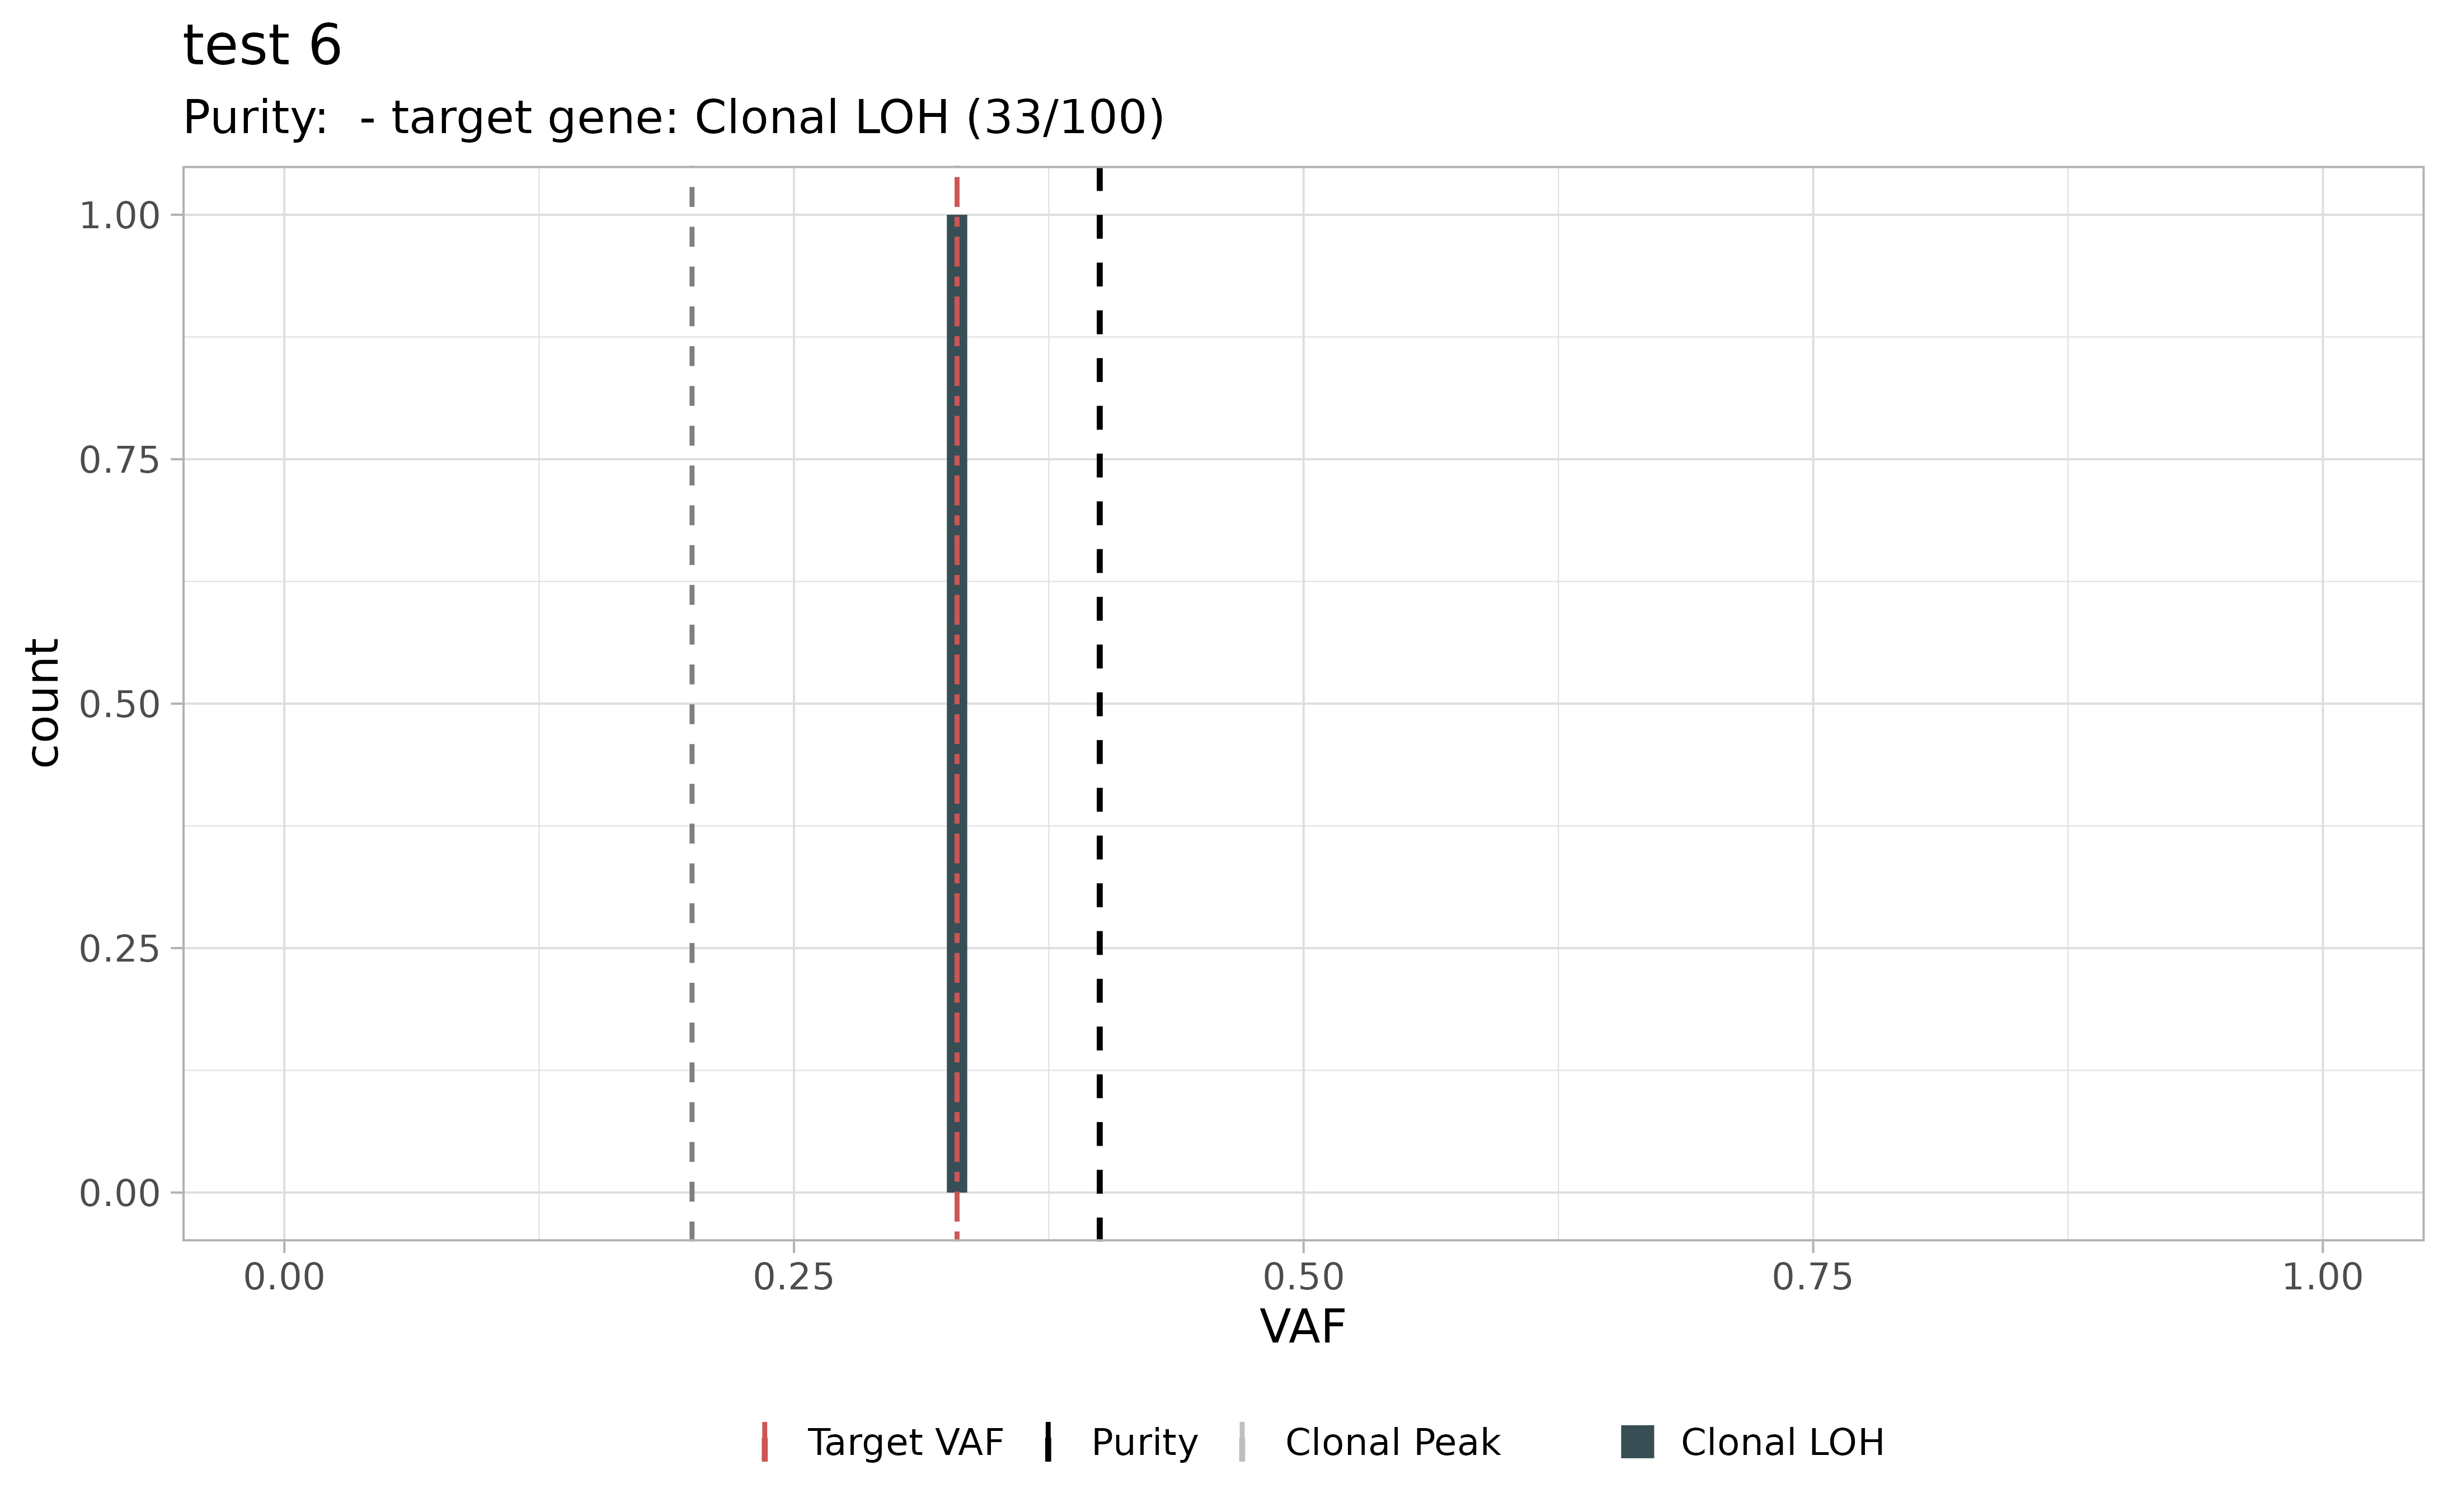 test 6
Purity:  - target gene: Clonal LOH (33/100)
1.00
0.75
0.50
0.25
0.00
count
0.00 0.25 0.50 0.75 1.00
VAF
Target VAF Purity Clonal Peak Clonal LOH